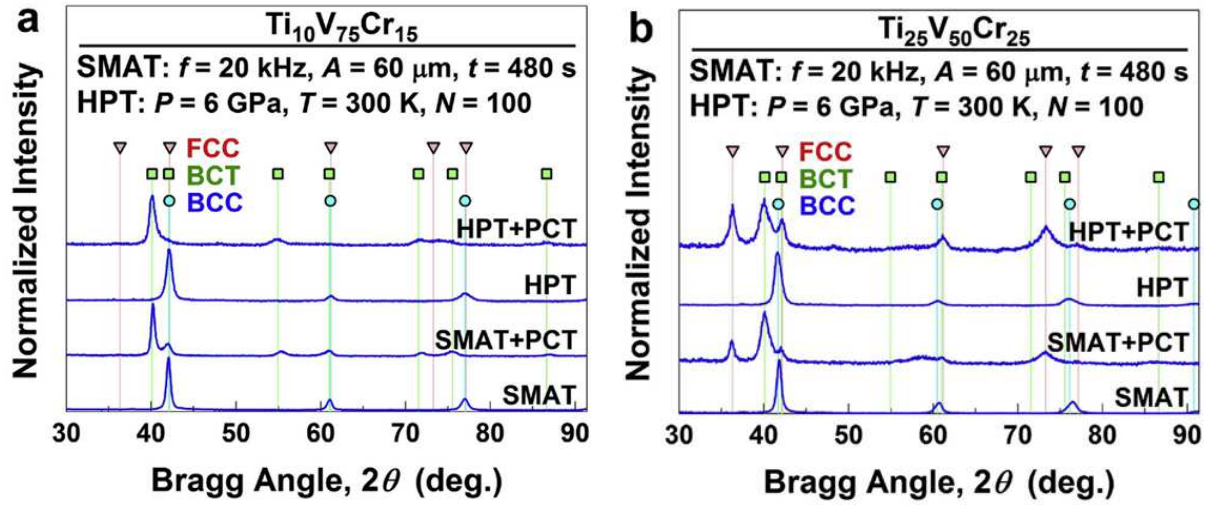 a
Ti10V75Cr15
SMAT: f = 20 kHz, A = 60 μm, t = 480 s
HPT: P = 6 GPa, T = 300 K, N = 100
FCC
BCT
BCC
HPT+PCT
HPT
SMAT+PCT
SMAT
Normalized Intensity
30 40 50 60 70 80 90
Bragg Angle, 2θ (deg.)
b
Ti25V50Cr25
SMAT: f = 20 kHz, A = 60 μm, t = 480 s
HPT: P = 6 GPa, T = 300 K, N = 100
FCC
BCT
BCC
HPT+PCT
HPT
SMAT+PCT
SMAT
Normalized Intensity
30 40 50 60 70 80 90
Bragg Angle, 2θ (deg.)